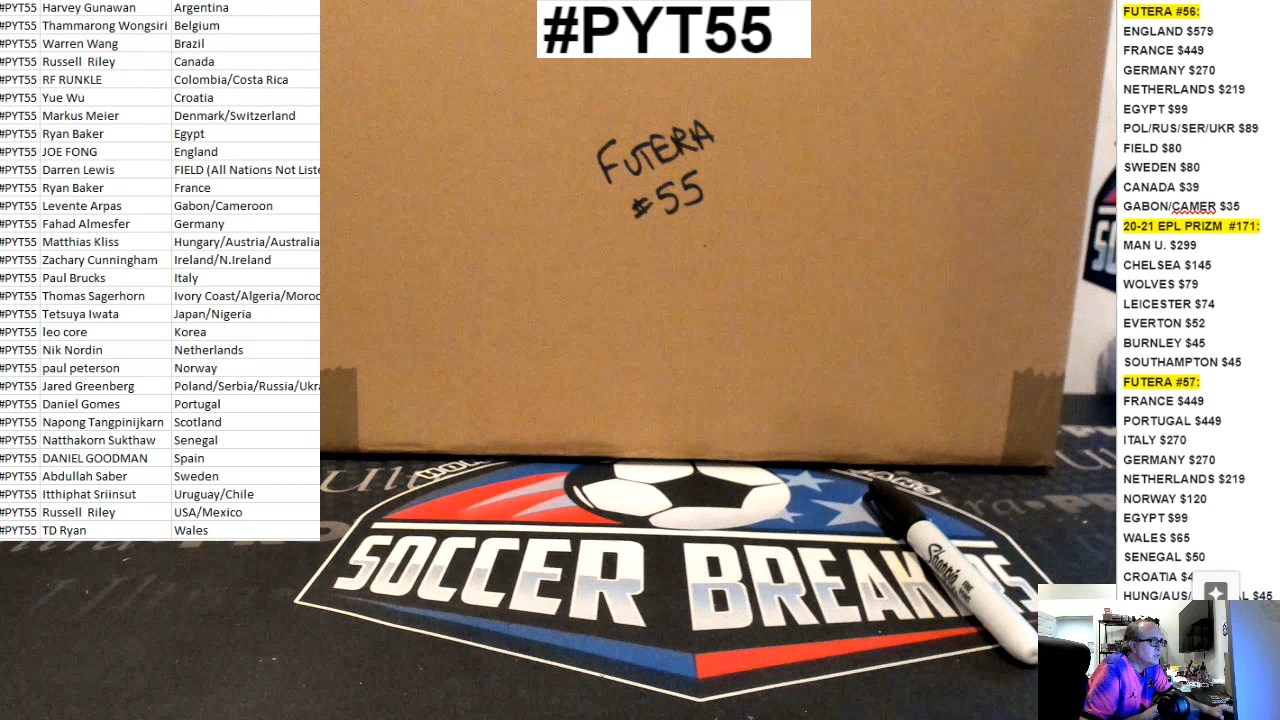 #PYT55 Harvey Gunawan Argentina
#PYT55 Thammarong Wongsiri Belgium
#PYT55 Warren Wang Brazil
#PYT55 Russell Riley Canada
#PYT55 RF RUNKLE Colombia/Costa Rica
#PYT55 Yue Wu Croatia
#PYT55 Markus Meier Denmark/Switzerland
#PYT55 Ryan Baker Egypt
#PYT55 JOE FONG England
#PYT55 Darren Lewis FIELD (All Nations Not Liste
#PYT55 Ryan Baker France
#PYT55 Levente Arpas Gabon/Cameroon
#PYT55 Fahad Almesfer Germany
#PYT55 Matthias Kliss Hungary/Austria/Australia
#PYT55 Zachary Cunningham Ireland/N.Ireland
#PYT55 Paul Brucks Italy
#PYT55 Thomas Sagerhorn Ivory Coast/Algeria/Moroc
#PYT55 Tetsuya Iwata Japan/Nigeria
#PYT55 leo core Korea
#PYT55 Nik Nordin Netherlands
#PYT55 paul peterson Norway
#PYT55 Jared Greenberg Poland/Serbia/Russia/Ukra
#PYT55 Daniel Gomes Portugal
#PYT55 Napong Tangpinijkarn Scotland
#PYT55 Natthakorn Sukthaw Senegal
#PYT55 DANIEL GOODMAN Spain
#PYT55 Abdullah Saber Sweden
#PYT55 Itthiphat Sriinsut Uruguay/Chile
#PYT55 Russell Riley USA/Mexico
#PYT55 TD Ryan Wales
#PYT55
FUTERA
#55
SOCCER BREAKERS
Sharpie
FUTERA #56:
ENGLAND $579
FRANCE $449
GERMANY $270
NETHERLANDS $219
EGYPT $99
POL/RUS/SER/UKR $89
FIELD $80
SWEDEN $80
CANADA $39
GABON/CAMER $35
20-21 EPL PRIZM #171:
MAN U. $299
CHELSEA $145
WOLVES $79
LEICESTER $74
EVERTON $52
BURNLEY $45
SOUTHAMPTON $45
FUTERA #57:
FRANCE $449
PORTUGAL $449
ITALY $270
GERMANY $270
NETHERLANDS $219
NORWAY $120
EGYPT $99
WALES $65
SENEGAL $50
CROATIA $4
HUNG/AUS/ AL $45